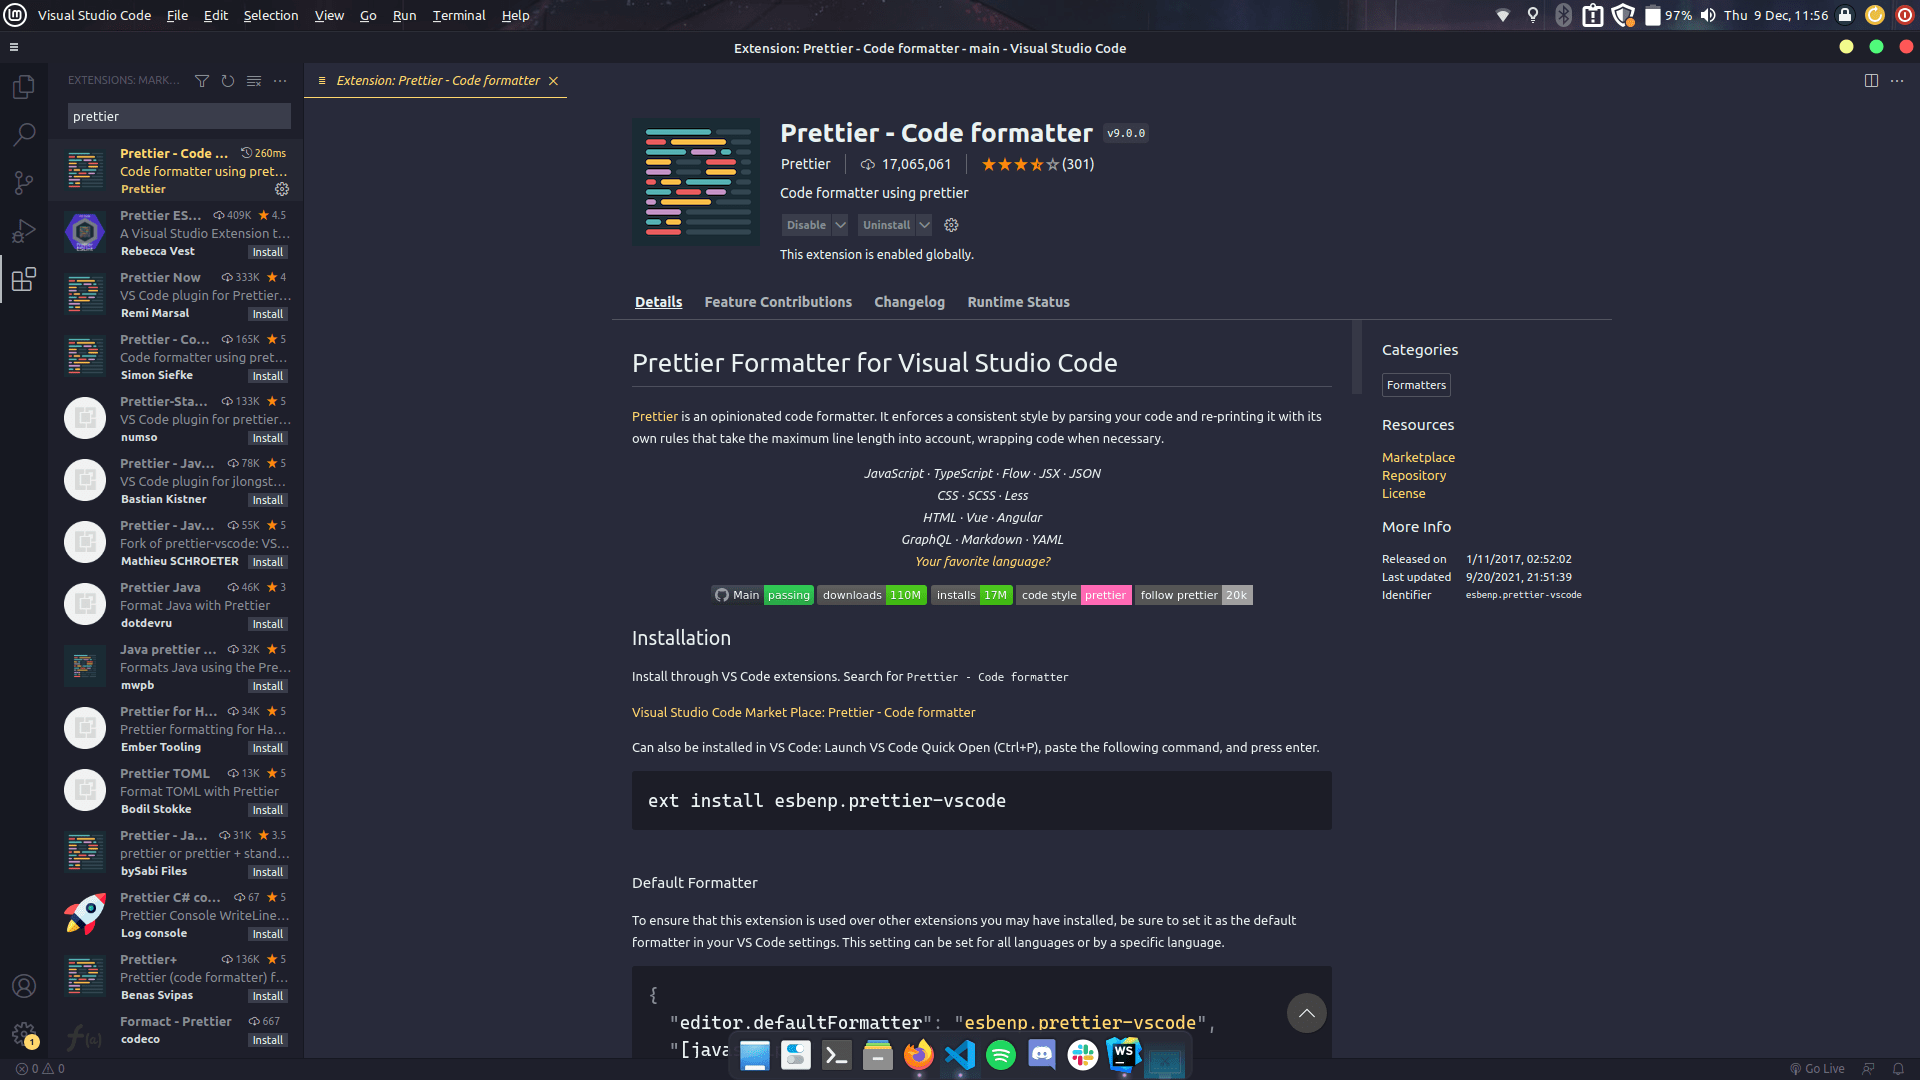 Visual Studio Code File Edit Selection View Go Run Terminal Help
97% Thu 9 Dec, 11:56
Extension: Prettier - Code formatter - main - Visual Studio Code
EXTENSIONS: MARK...
Extension: Prettier - Code formatter
prettier
Prettier - Code ... 260ms
Code formatter using pret...
Prettier
Prettier ES... 409K 4.5
A Visual Studio Extension t...
Rebecca Vest Install
Prettier Now 333K 4
VS Code plugin for Prettier...
Remi Marsal Install
Prettier - Co... 165K 5
Code formatter using pret...
Simon Siefke Install
Prettier-Sta... 133K 5
VS Code plugin for prettier...
numso Install
Prettier - Jav... 78K 5
VS Code plugin for jlongst...
Bastian Kistner Install
Prettier - Jav... 55K 5
Fork of prettier-vscode: VS...
Mathieu SCHROETER Install
Prettier Java 46K 3
Format Java with Prettier
dotdevru Install
Java prettier ... 32K 5
Formats Java using the Pre...
mwpb Install
Prettier for H... 34K 5
Prettier formatting for Ha...
Ember Tooling Install
Prettier TOML 13K 5
Format TOML with Prettier
Bodil Stokke Install
Prettier - Ja... 31K 3.5
prettier or prettier + stand...
bySabi Files Install
Prettier C# co... 67 5
Prettier Console WriteLine...
Log console Install
Prettier+ 136K 5
Prettier (code formatter) f...
Benas Svipas Install
Formact - Prettier 667
codeco Install
f(a)
1
0 0
Prettier - Code formatter v9.0.0
Prettier 17,065,061 (301)
Code formatter using prettier
Disable Uninstall
This extension is enabled globally.
Details Feature Contributions Changelog Runtime Status
Prettier Formatter for Visual Studio Code
Prettier is an opinionated code formatter. It enforces a consistent style by parsing your code and re-printing it with its
own rules that take the maximum line length into account, wrapping code when necessary.
JavaScript · TypeScript · Flow · JSX · JSON
CSS · SCSS · Less
HTML · Vue · Angular
GraphQL · Markdown · YAML
Your favorite language?
Main passing downloads 110M installs 17M code style prettier follow prettier 20k
Installation
Install through VS Code extensions. Search for Prettier - Code formatter
Visual Studio Code Market Place: Prettier - Code formatter
Can also be installed in VS Code: Launch VS Code Quick Open (Ctrl+P), paste the following command, and press enter.
ext install esbenp.prettier-vscode
Default Formatter
To ensure that this extension is used over other extensions you may have installed, be sure to set it as the default
formatter in your VS Code settings. This setting can be set for all languages or by a specific language.
{
"editor.defaultFormatter": "esbenp.prettier-vscode",
"[javas
WS
Categories
Formatters
Resources
Marketplace
Repository
License
More Info
Released on 1/11/2017, 02:52:02
Last updated 9/20/2021, 21:51:39
Identifier esbenp.prettier-vscode
Go Live